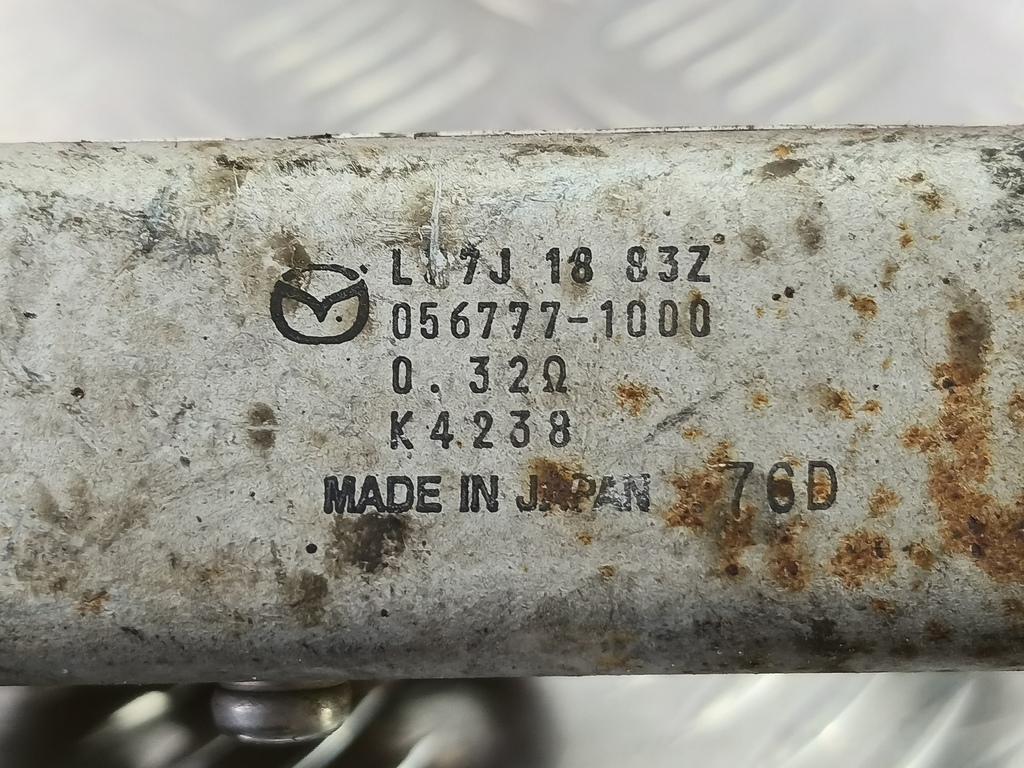 18 83Z
056777-1000
0.32Ω
K4238
MADE IN JAPAN 76D